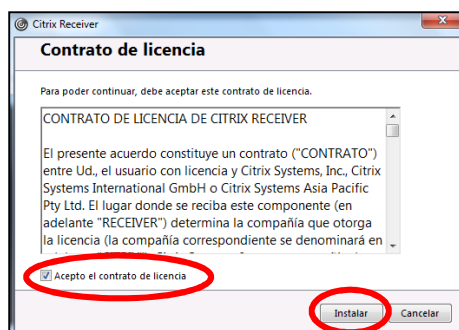 Citrix Receiver
Contrato de licencia
Para poder continuar, debe aceptar este contrato de licencia.
CONTRATO DE LICENCIA DE CITRIX RECEIVER
El presente acuerdo constituye un contrato ("CONTRATO")
entre Ud., el usuario con licencia y Citrix Systems, Inc., Citrix
Systems International GmbH o Citrix Systems Asia Pacific
Pty Ltd. El lugar donde se reciba este componente (en
adelante "RECEIVER") determina la compañía que otorga
la licencia (la compañía correspondiente se denominará en
Acepto el contrato de licencia
Instalar
Cancelar